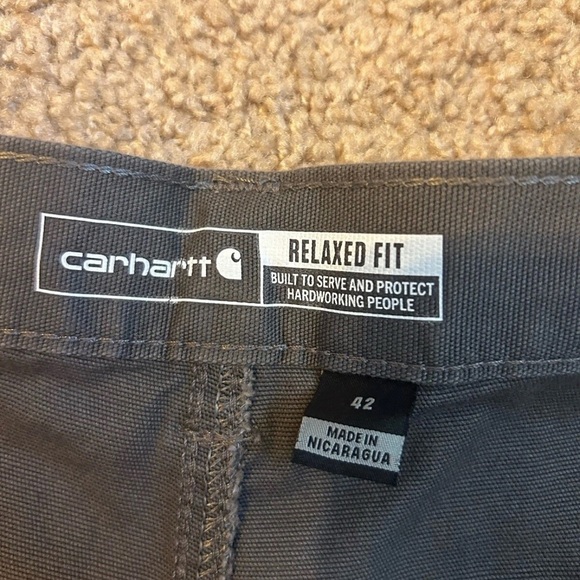 carhartt
RELAXED FIT
BUILT TO SERVE AND PROTECT
HARDWORKING PEOPLE
42
MADE IN
NICARAGUA